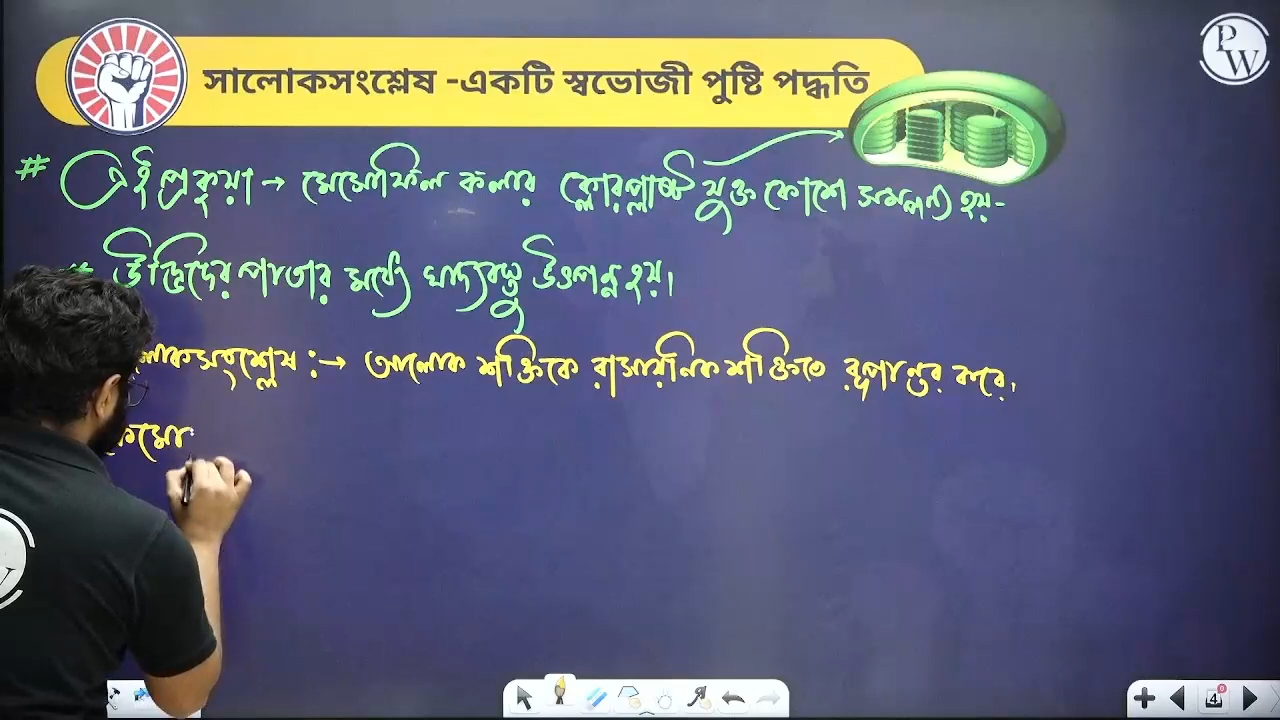 সালোকসংশ্লেষ -একটি স্বভোজী পুষ্টি পদ্ধতি
PW
# এই প্রক্রিয়া → মেসোফিল কলার ক্লোরপ্লাস্ট যুক্ত কোশে সম্পন্ন হয়-
উদ্ভিদের পাতার মধ্যে খাদ্যবস্তু উৎপন্ন হয়।
লোকসংশ্লেষ :→ আলোক শক্তিকে রাসায়নিক শক্তিতে রূপান্তর করে।
4